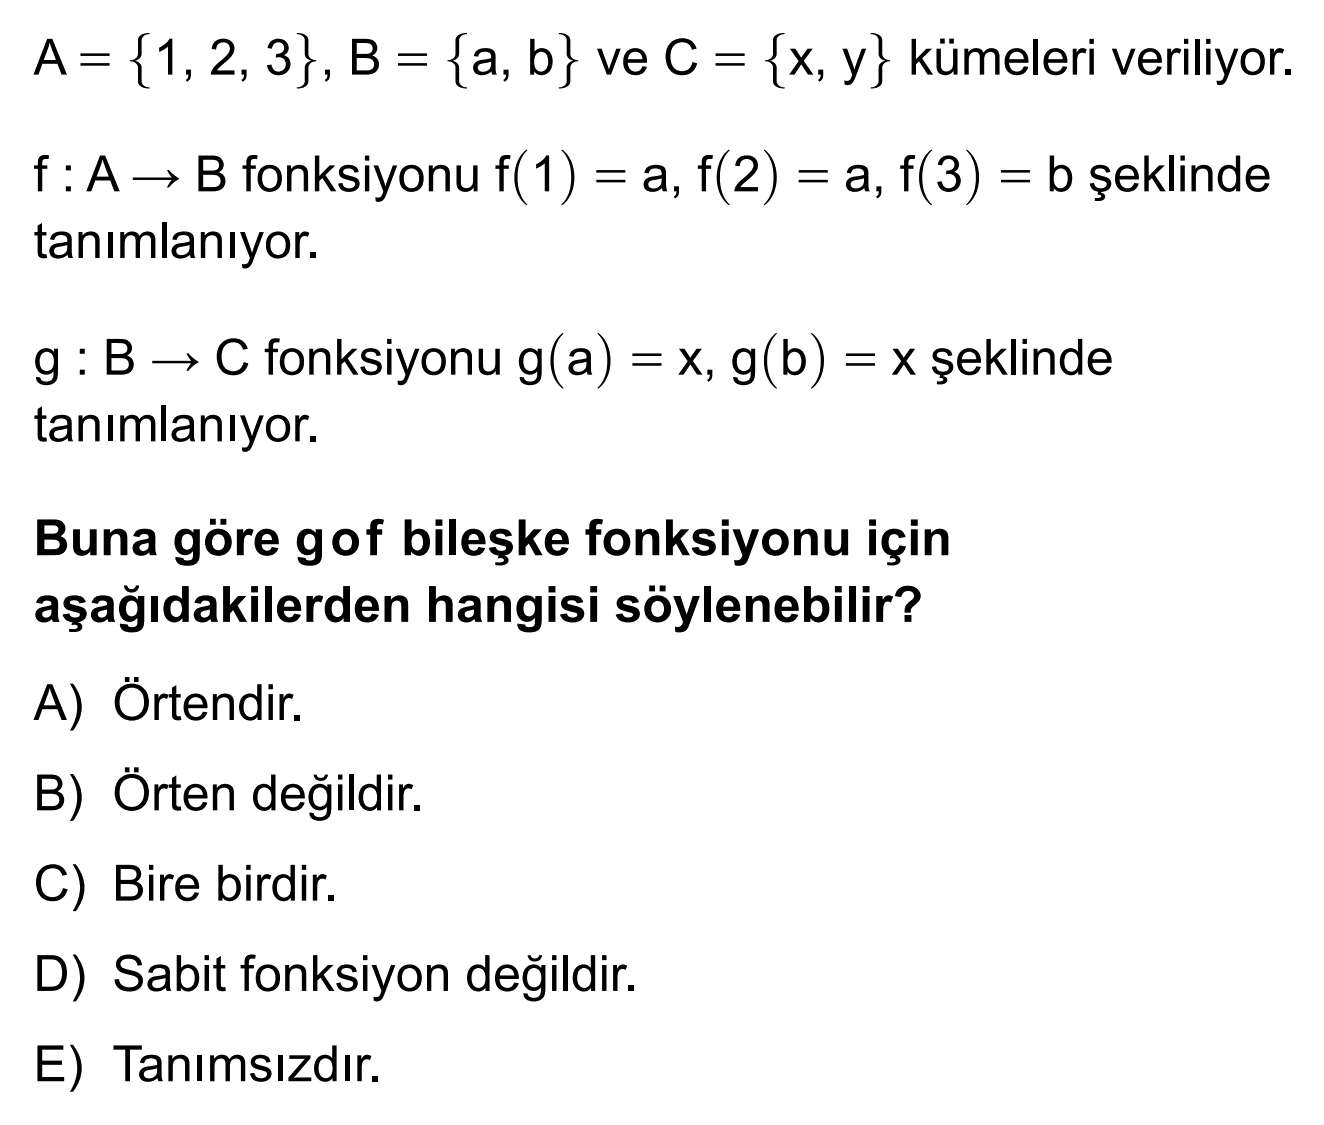 A = {1, 2, 3}, B = {a, b} ve C = {x, y} kümeleri veriliyor.
f : A → B fonksiyonu f(1) = a, f(2) = a, f(3) = b şeklinde
tanımlanıyor.
g : B → C fonksiyonu g(a) = x, g(b) = x şeklinde
tanımlanıyor.
Buna göre gof bileşke fonksiyonu için
aşağıdakilerden hangisi söylenebilir?
A) Örtendir.
B) Örten değildir.
C) Bire birdir.
D) Sabit fonksiyon değildir.
E) Tanımsızdır.